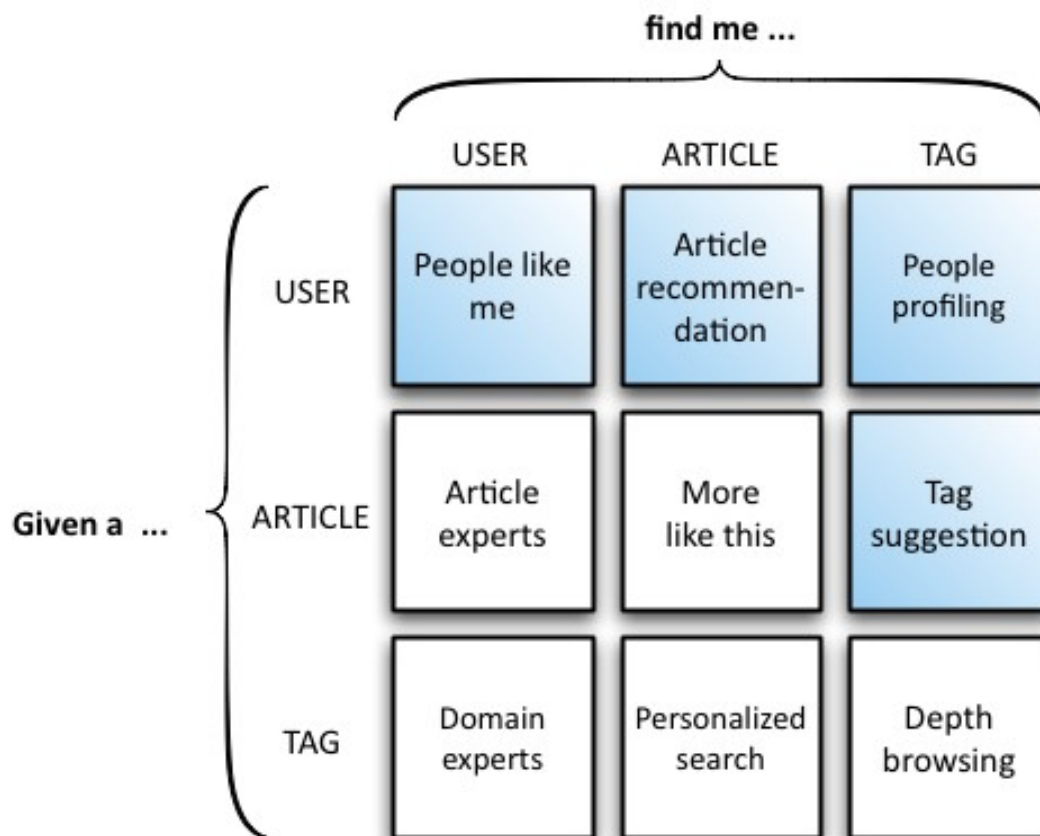 find me ...
USER
ARTICLE
TAG
Given a ...
USER
People like
me
Article
recommen-
dation
People
profiling
ARTICLE
Article
experts
More
like this
Tag
suggestion
TAG
Domain
experts
Personalized
search
Depth
browsing